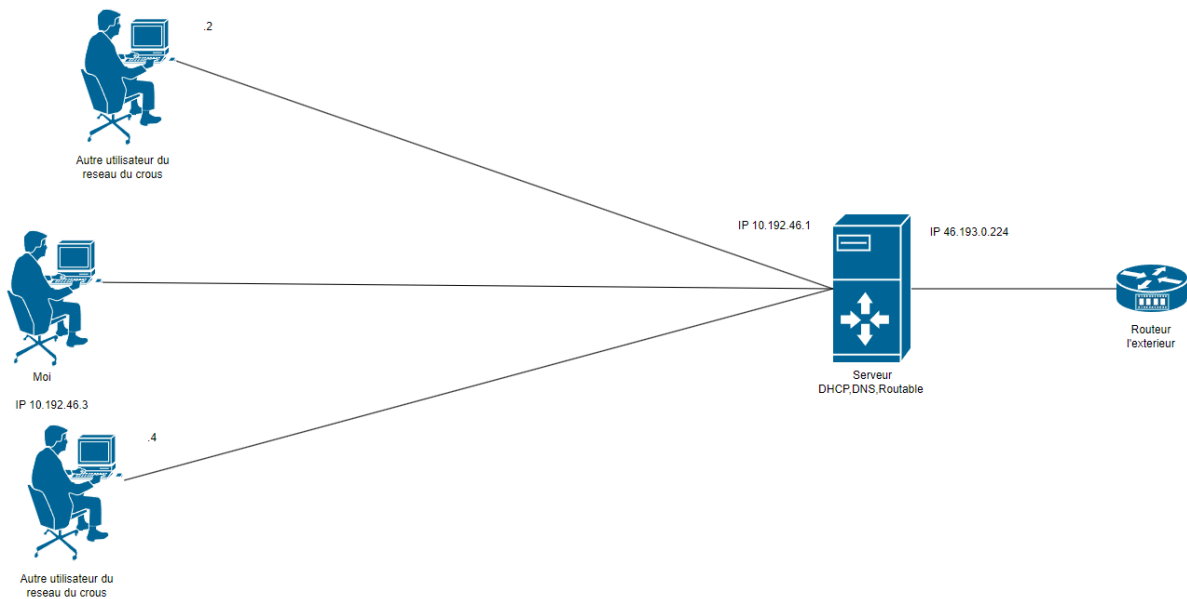 .2
Autre utilisateur du
reseau du crous
IP 10.192.46.1
IP 46.193.0.224
Routeur
l'exterieur
Moi
Serveur
DHCP,DNS,Routable
IP 10.192.46.3
.4
Autre utilisateur du
reseau du crous